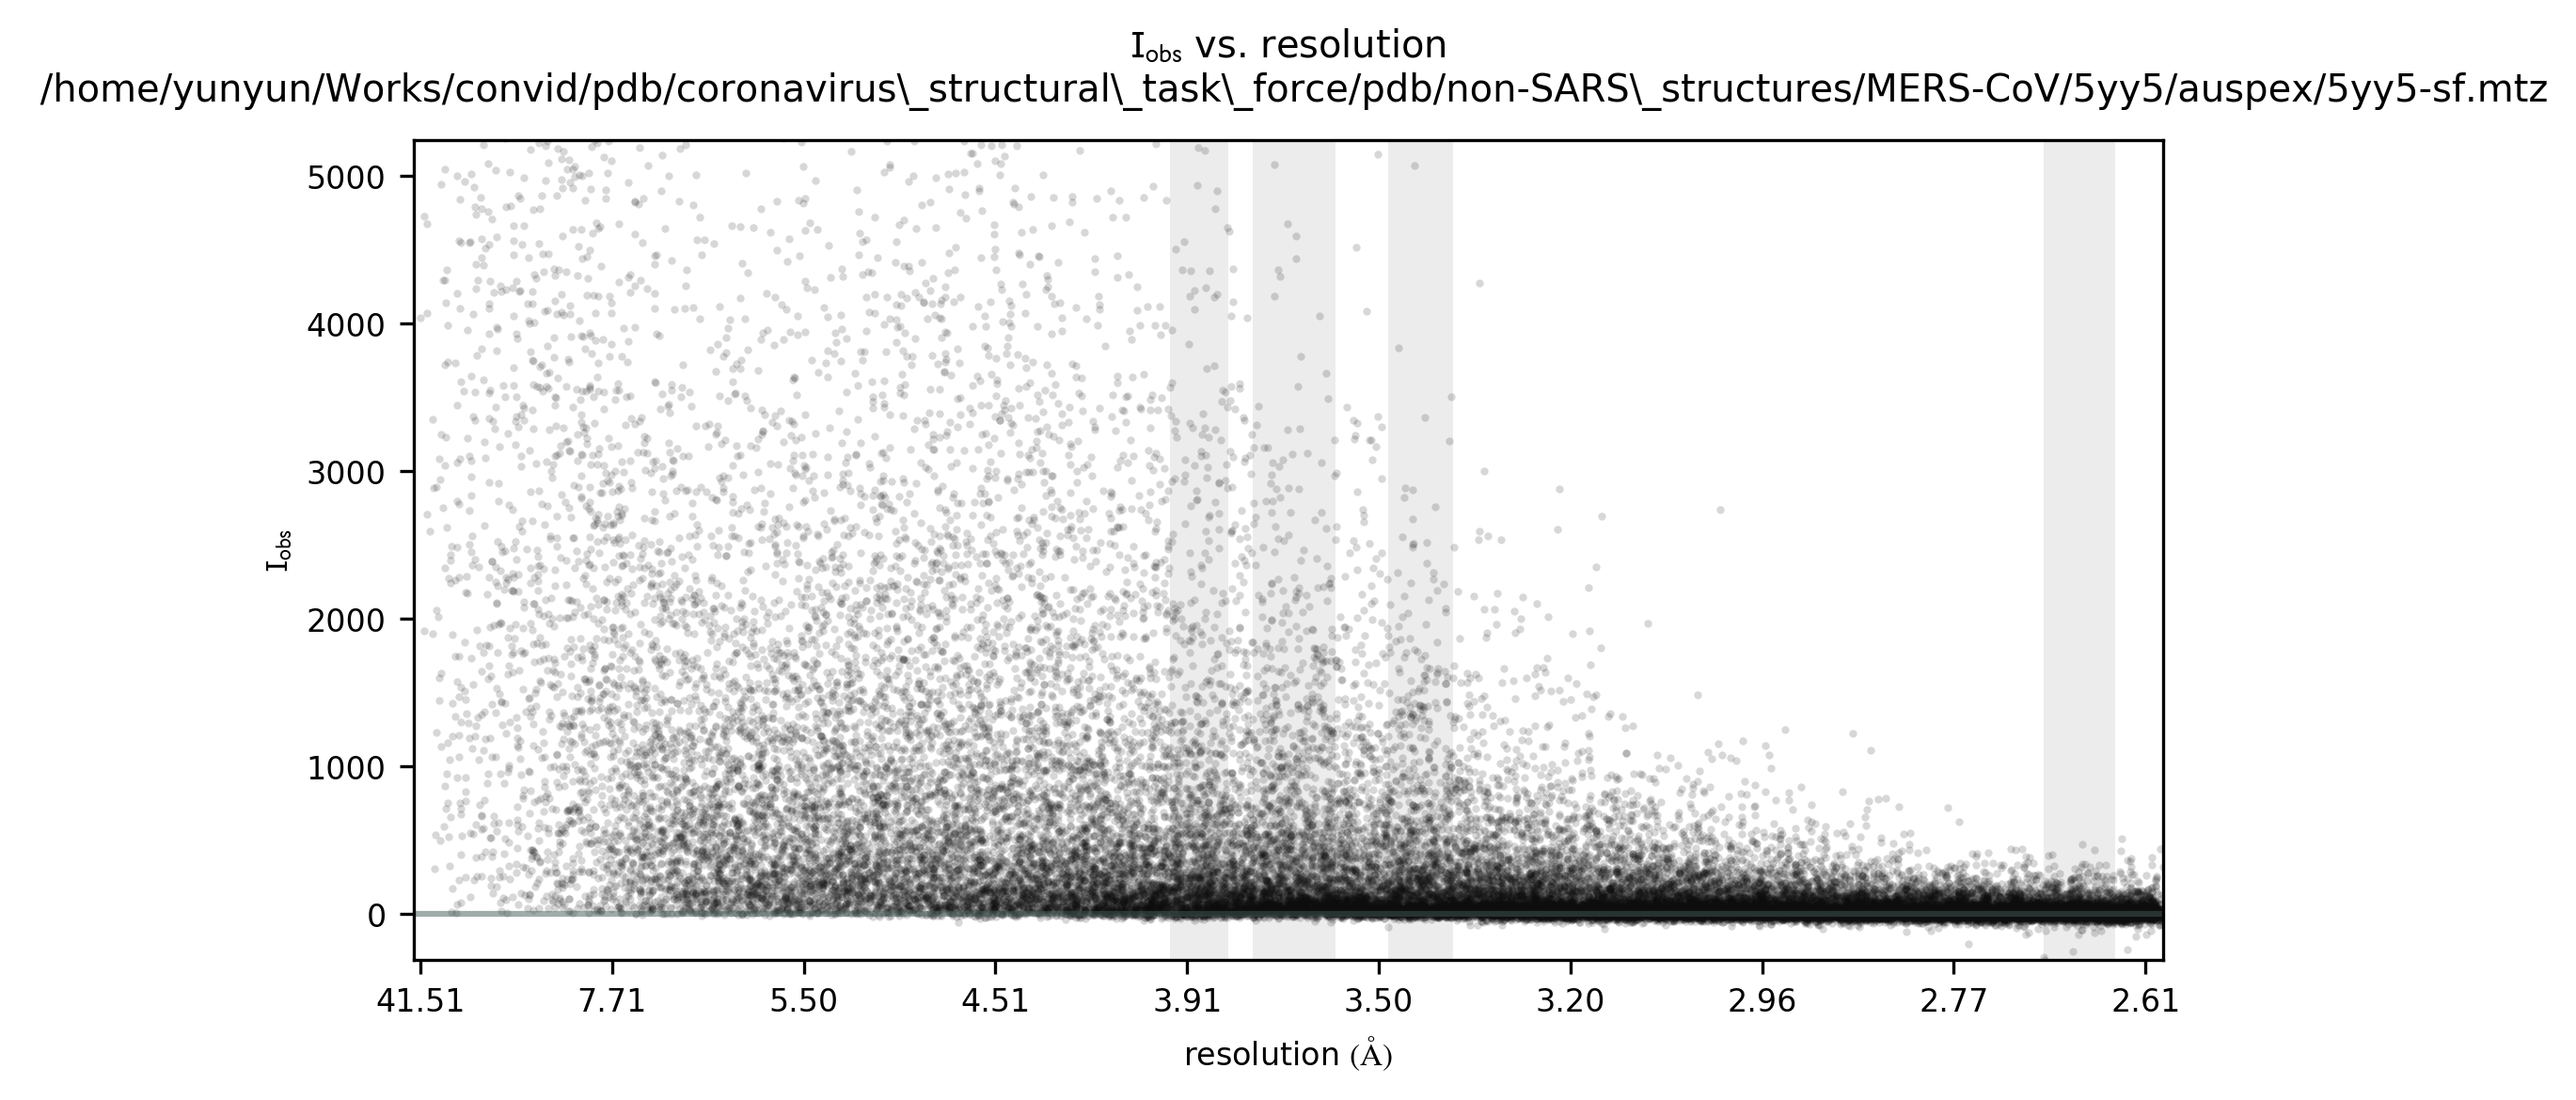 I_obs vs. resolution
/home/yunyun/Works/convid/pdb/coronavirus\_structural\_task\_force/pdb/non-SARS\_structures/MERS-CoV/5yy5/auspex/5yy5-sf.mtz
5000
4000
3000
2000
1000
0
I_obs
41.51 7.71 5.50 4.51 3.91 3.50 3.20 2.96 2.77 2.61
resolution (Å)